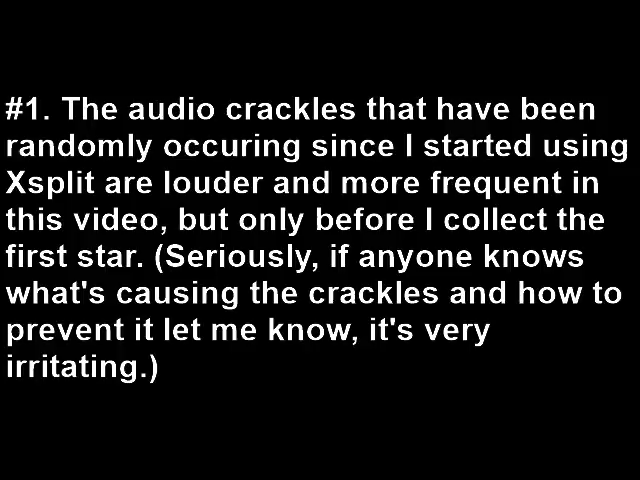 #1. The audio crackles that have been
randomly occuring since I started using
Xsplit are louder and more frequent in
this video, but only before I collect the
first star. (Seriously, if anyone knows
what's causing the crackles and how to
prevent it let me know, it's very
irritating.)